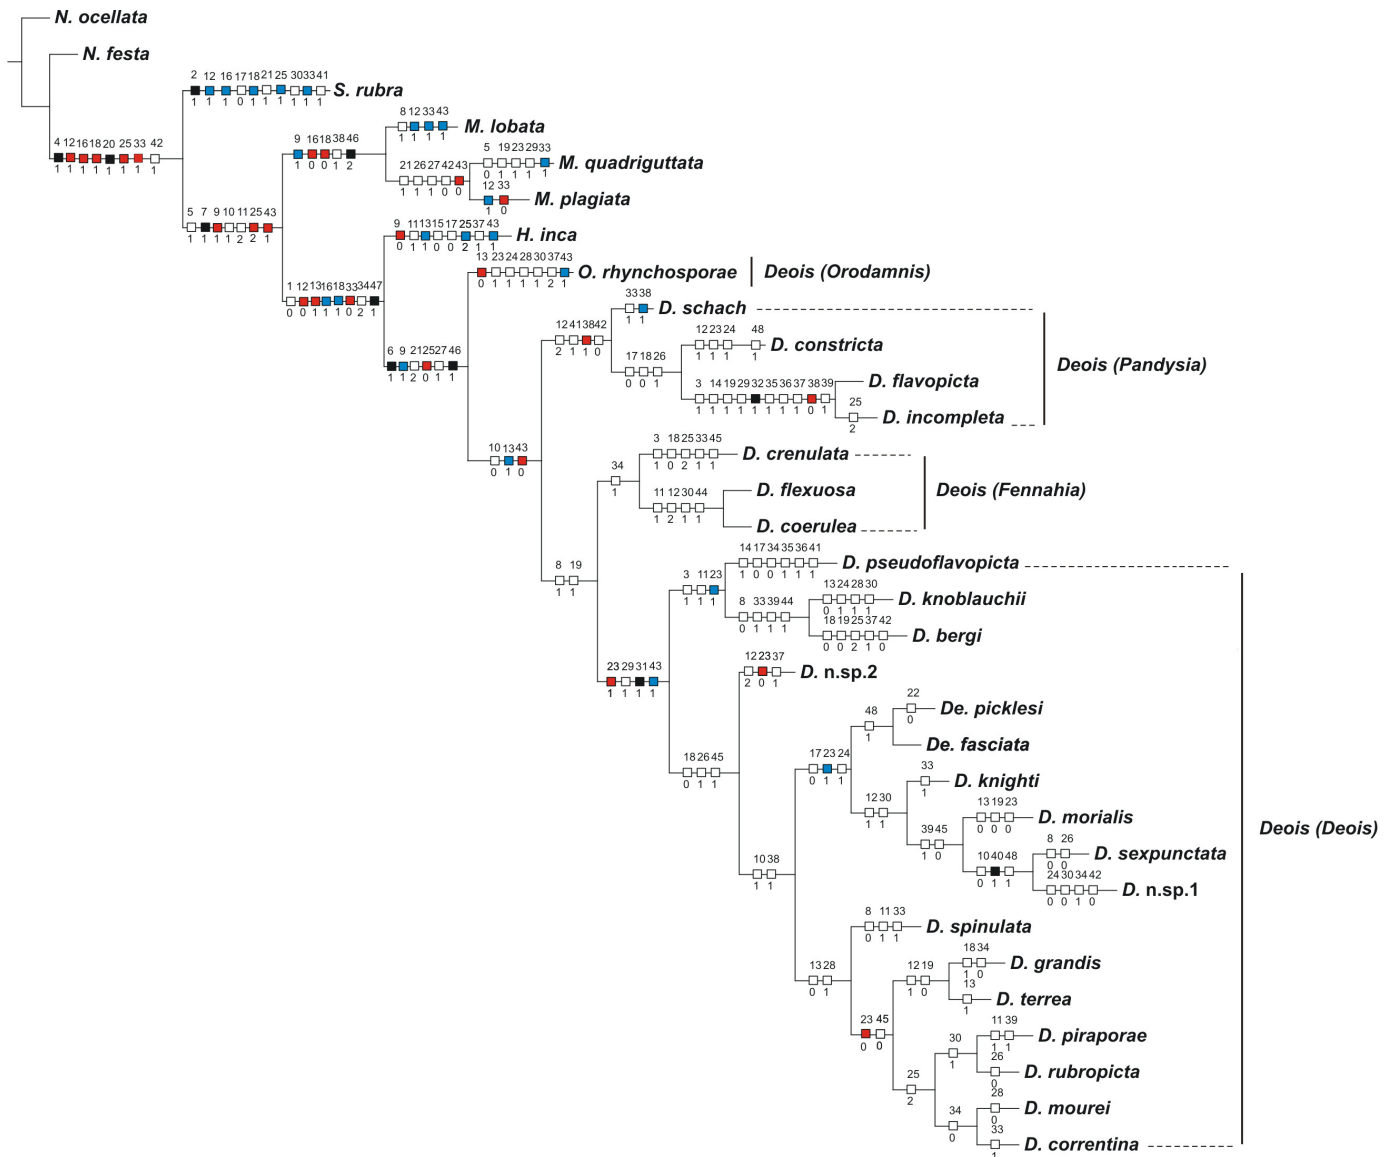 N. ocellata
N. festa
2 12 16 17 18 21 25 30 33 41
S. rubra
1 1 1 0 1 1 1 1 1 1
8 12 33 43
M. lobata
1 1 1 1
4 12 16 18 20 25 33 42
1 1 1 1 1 1 1 1
9 16 18 38 46
1 0 0 1 2
5 19 23 29 33
M. quadriguttata
0 1 1 1 1
21 26 27 42 43
1 1 1 0 0
12 33
M. plagiata
1 0
5 7 9 10 11 25 43
1 1 1 1 2 2 1
9 11 13 15 17 25 37 43
H. inca
0 1 1 0 0 2 1 1
13 23 24 28 30 37 43
O. rhynchosporae
Deois (Orodamnis)
0 1 1 1 1 2 1
1 12 13 16 18 33 34 47
0 0 1 1 1 0 2 1
33 38
D. schach
1 1
12 41 38 42
2 1 1 0
12 23 24 48
D. constricta
1 1 1 1
6 9 21 25 27 46
1 1 2 0 1 1
17 18 26
0 0 1
Deois (Pandysia)
3 14 19 29 32 35 36 37 38 39
D. flavopicta
1 1 1 1 1 1 1 1 0 1
25
D. incompleta
2
10 13 43
0 1 0
3 18 25 33 45
D. crenulata
1 0 2 1 1
34
1
D. flexuosa
Deois (Fennahia)
11 12 30 44
1 2 1 1
D. coerulea
8 19
1 1
14 17 34 35 36 41
D. pseudoflavopicta
1 0 0 1 1 1
3 11 23
1 1 1
13 24 28 30
D. knoblauchii
0 1 1 1
8 33 39 44
0 1 1 1
18 19 25 37 42
D. bergi
0 0 2 1 0
23 29 31 43
1 1 1 1
12 23 37
D. n.sp.2
2 0 1
22
De. picklesi
0
48
1
De. fasciata
18 26 45
0 1 1
17 23 24
0 1 1
33
D. knighti
1
12 30
1 1
13 19 23
D. morialis
0 0 0
Deois (Deois)
39 45
1 0
8 26
D. sexpunctata
0 0
10 40 48
0 1 1
24 30 34 42
D. n.sp.1
0 0 1 0
10 38
1 1
8 11 33
D. spinulata
0 1 1
18 34
D. grandis
1 0
13 28
0 1
12 19
1 0
13
D. terrea
1
23 45
0 0
11 39
D. piraporae
1 1
30
1
26
D. rubropicta
0
25
2
28
D. mourei
0
34
0
33
D. correntina
1